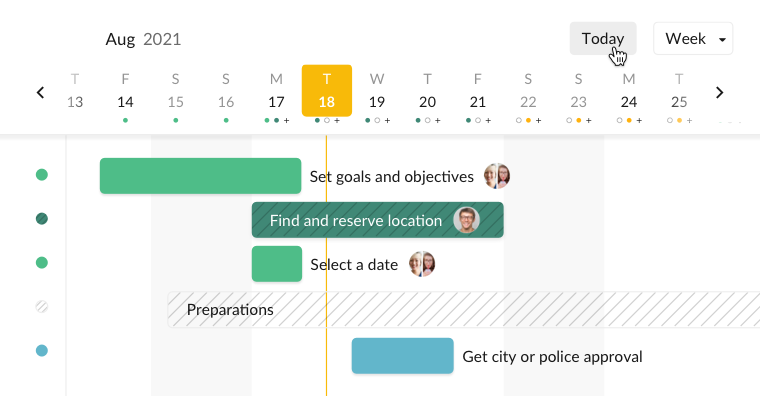 Aug 2021
Today
Week
T F S S M T W T F S S M T
13 14 15 16 17 18 19 20 21 22 23 24 25
+ + + + + + + + +
Set goals and objectives
Find and reserve location
Select a date
Preparations
Get city or police approval